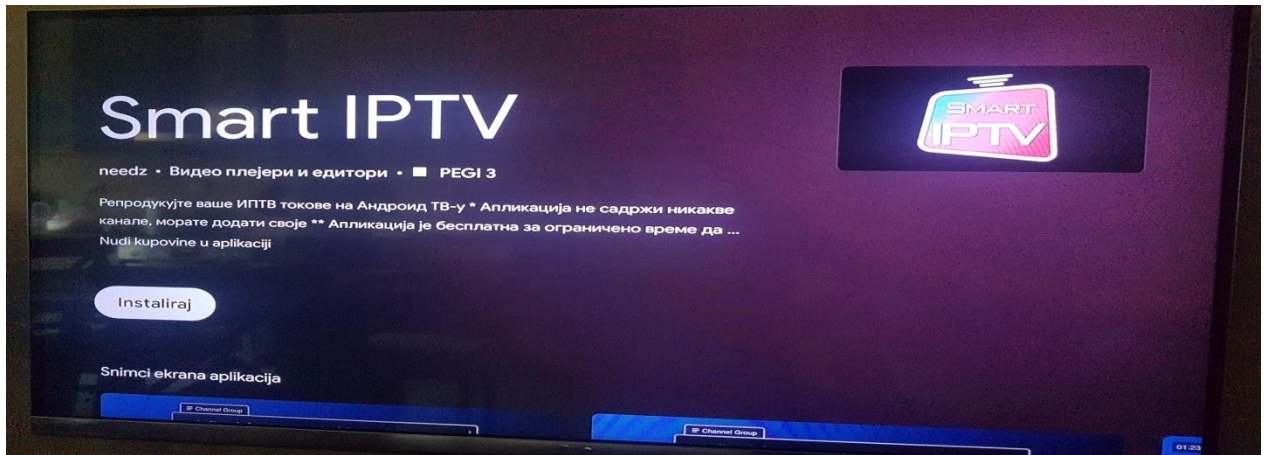 Smart IPTV
SMART
IPTV
needz • Видео плејери и едитори • PEGI 3
Репродукујте ваше ИПТВ токове на Андроид ТВ-у * Апликација не садржи никакве
канале, морате додати своје ** Апликација је бесплатна за ограничено време да ...
Nudi kupovine u aplikaciji
Instaliraj
Snimci ekrana aplikacija
Channel Group
Channel Group
01:23